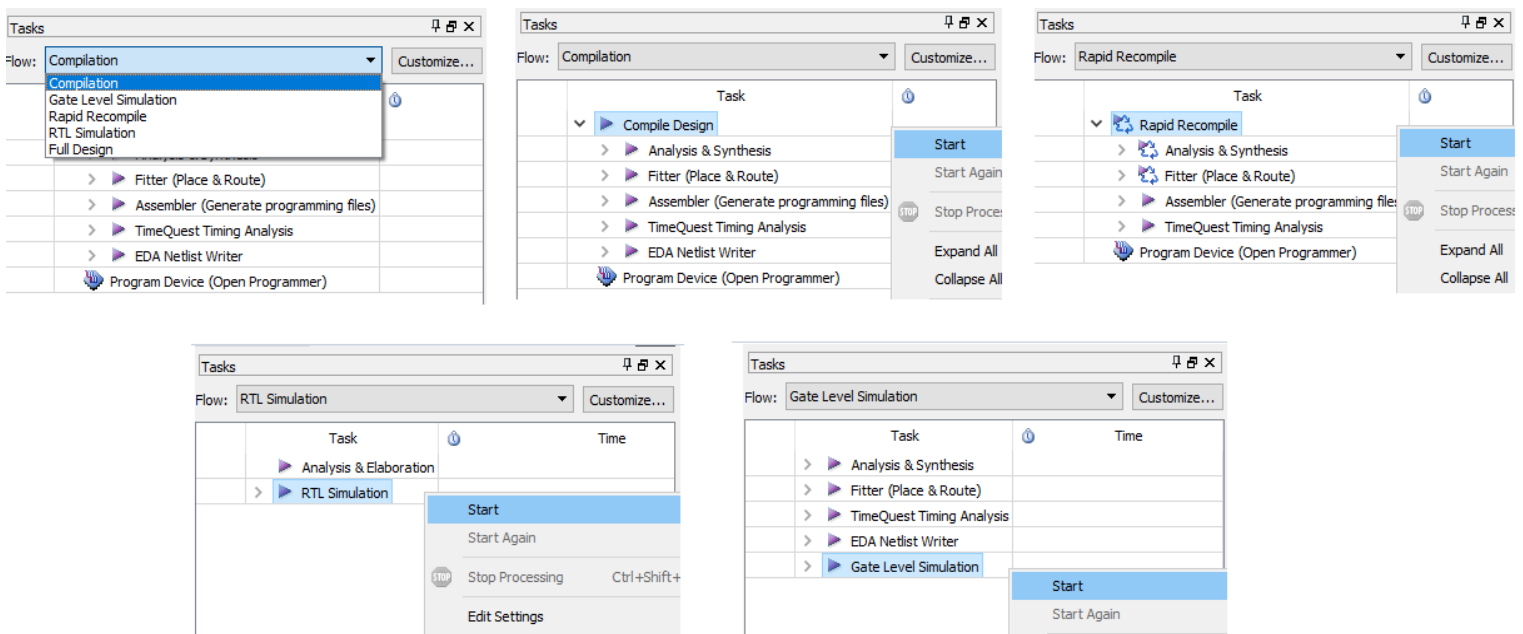 Tasks
Flow: Compilation Customize...
Compilation
Gate Level Simulation
Rapid Recompile
RTL Simulation
Full Design
Fitter (Place & Route)
Assembler (Generate programming files)
TimeQuest Timing Analysis
EDA Netlist Writer
Program Device (Open Programmer)
Tasks
Flow: Compilation Customize...
Task
Compile Design
Analysis & Synthesis
Fitter (Place & Route)
Assembler (Generate programming files)
TimeQuest Timing Analysis
EDA Netlist Writer
Program Device (Open Programmer)
Start
Start Again
STOP Stop Proces
Expand All
Collapse All
Tasks
Flow: Rapid Recompile Customize...
Task
Rapid Recompile
Analysis & Synthesis
Fitter (Place & Route)
Assembler (Generate programming files
TimeQuest Timing Analysis
Program Device (Open Programmer)
Start
Start Again
STOP Stop Process
Expand All
Collapse All
Tasks
Flow: RTL Simulation Customize...
Task Time
Analysis & Elaboration
RTL Simulation
Start
Start Again
STOP Stop Processing Ctrl+Shift+
Edit Settings
Tasks
Flow: Gate Level Simulation Customize...
Task Time
Analysis & Synthesis
Fitter (Place & Route)
TimeQuest Timing Analysis
EDA Netlist Writer
Gate Level Simulation
Start
Start Again